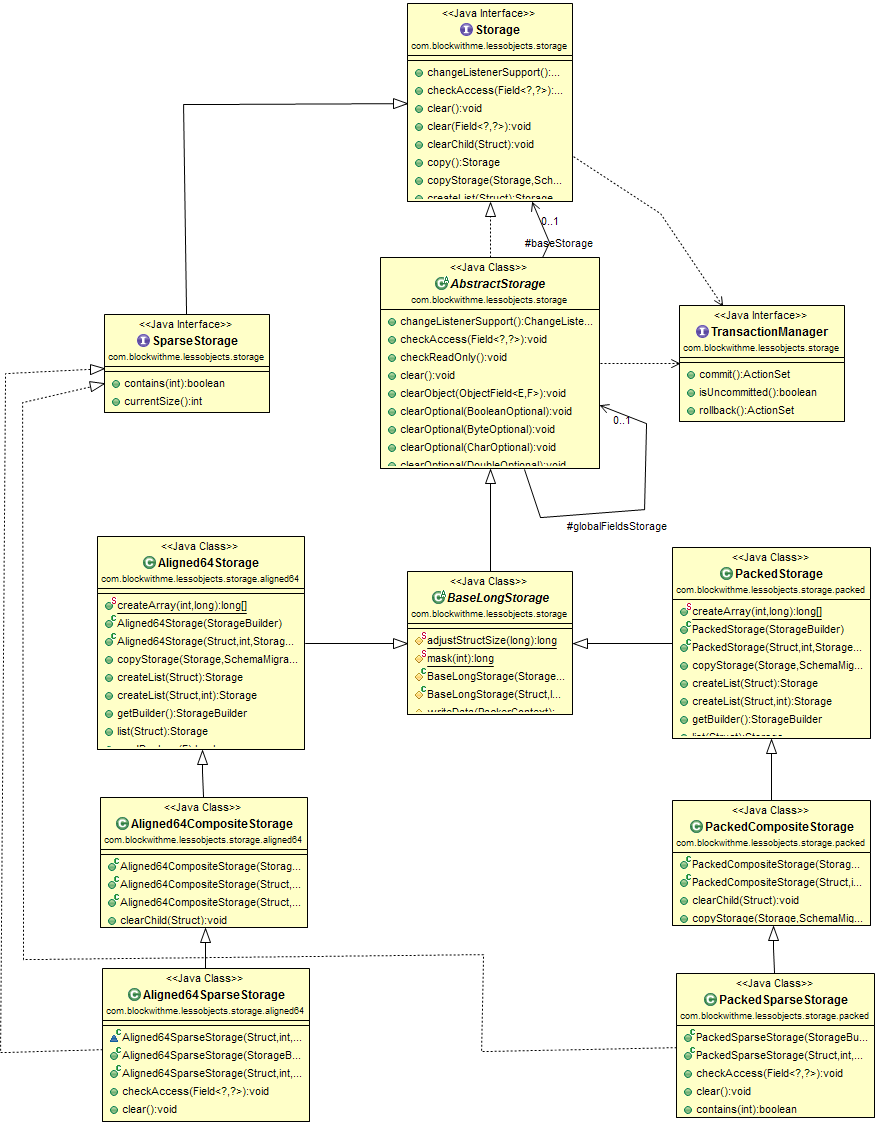 <<Java Interface>>
Storage
com.blockwithme.lessobjects.storage
changeListenerSupport():...
checkAccess(Field<?,?>):...
clear():void
clear(Field<?,?>):void
clearChild(Struct):void
copy():Storage
copyStorage(Storage,Sch...
createList(Struct):Storage
0..1
#baseStorage
<<Java Class>>
AbstractStorage
com.blockwithme.lessobjects.storage
changeListenerSupport():ChangeListe...
checkAccess(Field<?,?>):void
checkReadOnly():void
clear():void
clearObject(ObjectField<E,F>):void
clearOptional(BooleanOptional):void
clearOptional(ByteOptional):void
clearOptional(CharOptional):void
clearOptional(DoubleOptional):void
<<Java Interface>>
SparseStorage
com.blockwithme.lessobjects.storage
contains(int):boolean
currentSize():int
<<Java Interface>>
TransactionManager
com.blockwithme.lessobjects.storage
commit():ActionSet
isUncommitted():boolean
rollback():ActionSet
0..1
#globalFieldsStorage
<<Java Class>>
Aligned64Storage
com.blockwithme.lessobjects.storage.aligned64
createArray(int,long):long[]
Aligned64Storage(StorageBuilder)
Aligned64Storage(Struct,int,Storag...
copyStorage(Storage,SchemaMigra...
createList(Struct):Storage
createList(Struct,int):Storage
getBuilder():StorageBuilder
list(Struct):Storage
<<Java Class>>
BaseLongStorage
com.blockwithme.lessobjects.storage
adjustStructSize(long):long
mask(int):long
BaseLongStorage(Storage...
BaseLongStorage(Struct,I...
writeData(PackerContext):
<<Java Class>>
PackedStorage
com.blockwithme.lessobjects.storage.packed
createArray(int,long):long[]
PackedStorage(StorageBuilder)
PackedStorage(Struct,int,Storage...
copyStorage(Storage,SchemaMig...
createList(Struct):Storage
createList(Struct,int):Storage
getBuilder():StorageBuilder
list(Struct):Storage
<<Java Class>>
Aligned64CompositeStorage
com.blockwithme.lessobjects.storage.aligned64
Aligned64CompositeStorage(Storag...
Aligned64CompositeStorage(Struct,...
Aligned64CompositeStorage(Struct,...
clearChild(Struct):void
<<Java Class>>
PackedCompositeStorage
com.blockwithme.lessobjects.storage.packed
PackedCompositeStorage(Storag...
PackedCompositeStorage(Struct,i...
clearChild(Struct):void
copyStorage(Storage,SchemaMig...
<<Java Class>>
Aligned64SparseStorage
com.blockwithme.lessobjects.storage.aligned64
Aligned64SparseStorage(Struct,int,...
Aligned64SparseStorage(StorageB...
Aligned64SparseStorage(Struct,int,...
checkAccess(Field<?,?>):void
clear():void
<<Java Class>>
PackedSparseStorage
com.blockwithme.lessobjects.storage.packed
PackedSparseStorage(StorageBu...
PackedSparseStorage(Struct,int,...
checkAccess(Field<?,?>):void
clear():void
contains(int):boolean